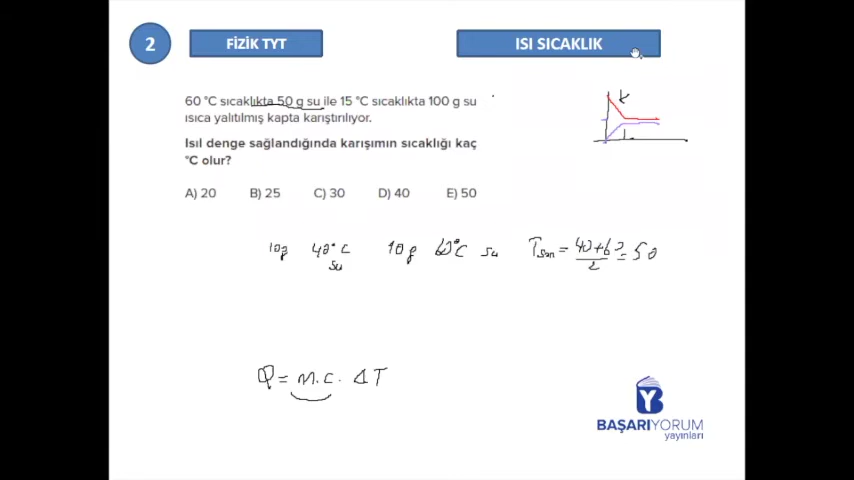 2
FİZİK TYT
ISI SICAKLIK
60 °C sıcaklıkta 50 g su ile 15 °C sıcaklıkta 100 g su
ısıca yalıtılmış kapta karıştırılıyor.
Isıl denge sağlandığında karışımın sıcaklığı kaç
°C olur?
A) 20 B) 25 C) 30 D) 40 E) 50
K
L
10g 40°C su 10g 60°C su Tson = 40+60/2 = 50
Q = m.c. ΔT
BAŞARIYORUM
yayınları